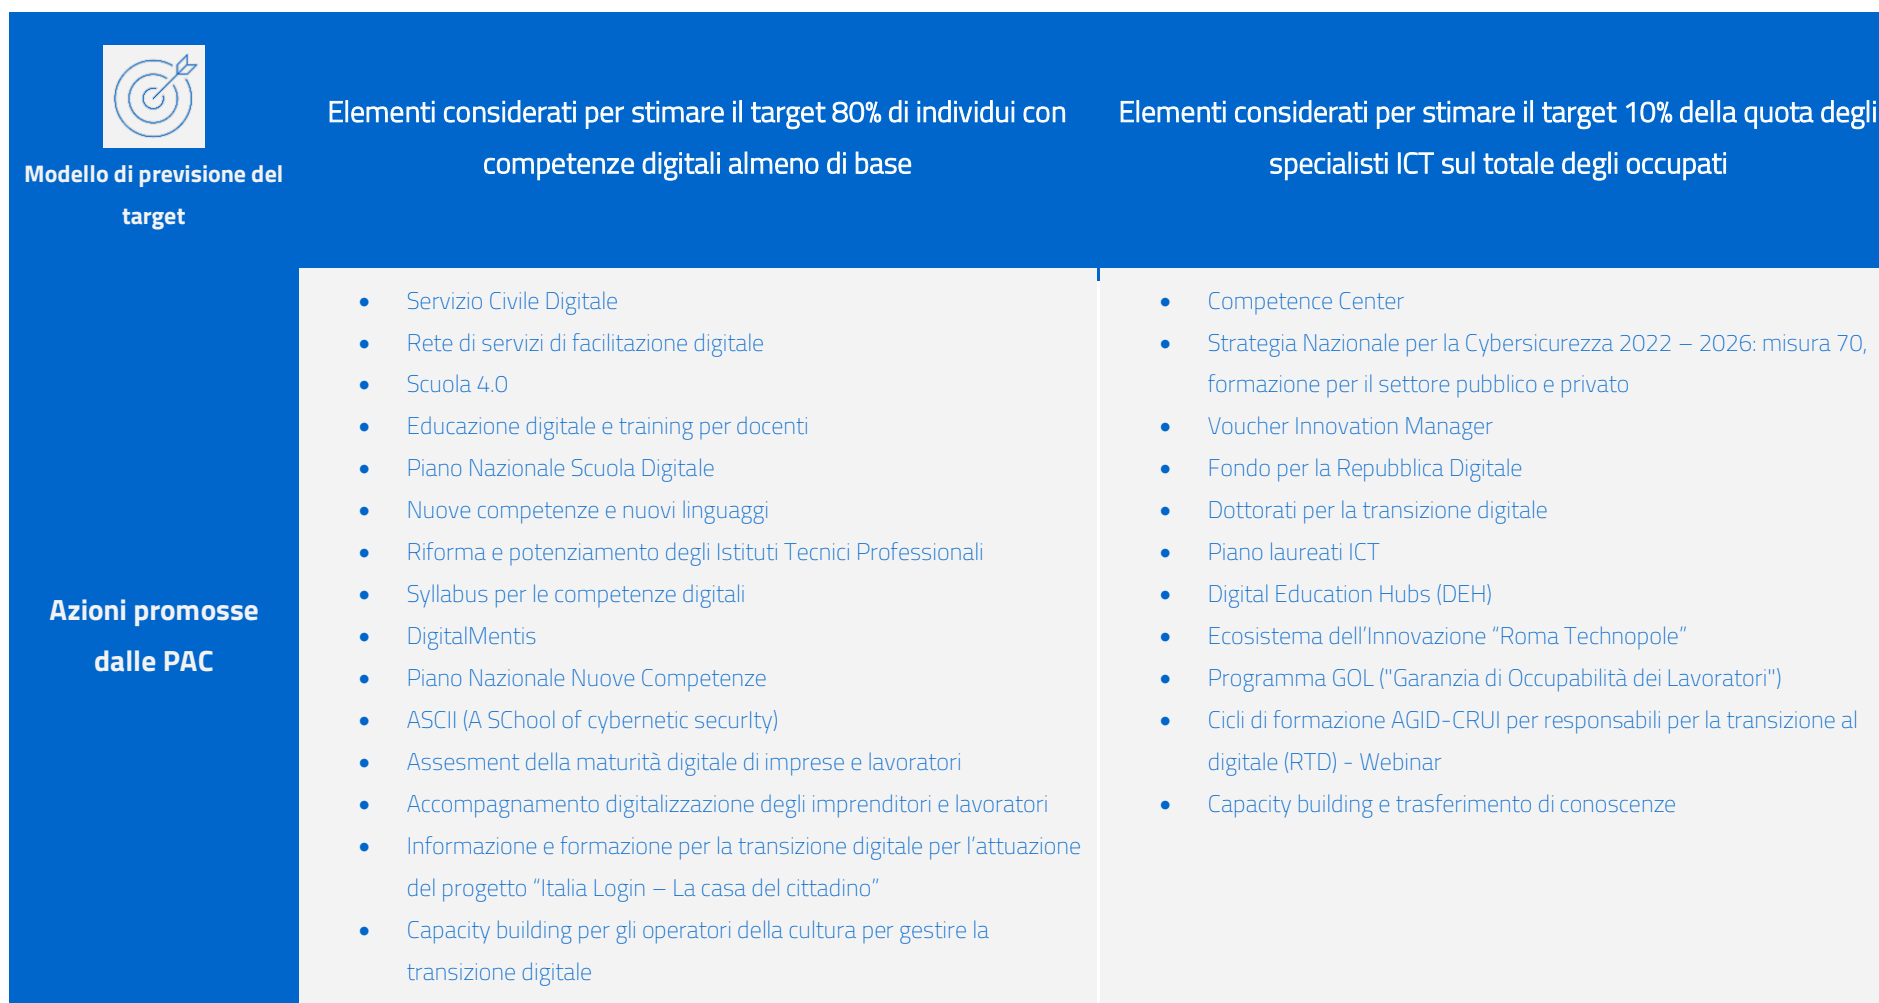 Modello di previsione del
target
Elementi considerati per stimare il target 80% di individui con
competenze digitali almeno di base
Elementi considerati per stimare il target 10% della quota degli
specialisti ICT sul totale degli occupati
Azioni promosse
dalle PAC
• Servizio Civile Digitale
• Rete di servizi di facilitazione digitale
• Scuola 4.0
• Educazione digitale e training per docenti
• Piano Nazionale Scuola Digitale
• Nuove competenze e nuovi linguaggi
• Riforma e potenziamento degli Istituti Tecnici Professionali
• Syllabus per le competenze digitali
• DigitalMentis
• Piano Nazionale Nuove Competenze
• ASCII (A SChool of cybernetic securIty)
• Assesment della maturità digitale di imprese e lavoratori
• Accompagnamento digitalizzazione degli imprenditori e lavoratori
• Informazione e formazione per la transizione digitale per l’attuazione
del progetto “Italia Login – La casa del cittadino”
• Capacity building per gli operatori della cultura per gestire la
transizione digitale
• Competence Center
• Strategia Nazionale per la Cybersicurezza 2022 – 2026: misura 70,
formazione per il settore pubblico e privato
• Voucher Innovation Manager
• Fondo per la Repubblica Digitale
• Dottorati per la transizione digitale
• Piano laureati ICT
• Digital Education Hubs (DEH)
• Ecosistema dell’Innovazione “Roma Technopole”
• Programma GOL ("Garanzia di Occupabilità dei Lavoratori")
• Cicli di formazione AGID-CRUI per responsabili per la transizione al
digitale (RTD) - Webinar
• Capacity building e trasferimento di conoscenze